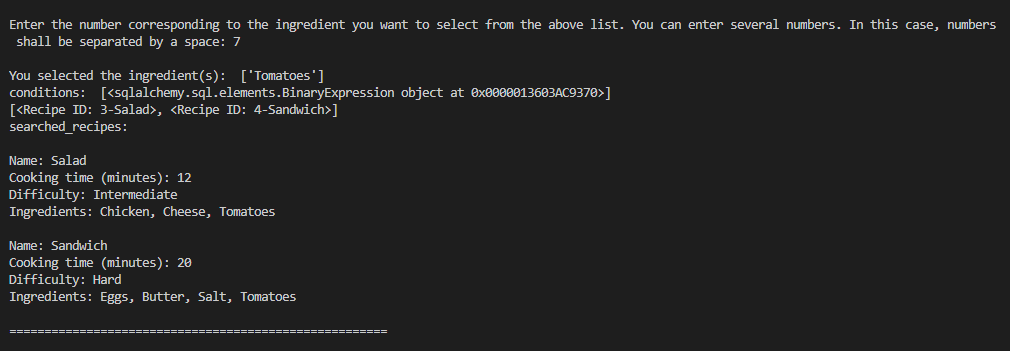 Enter the number corresponding to the ingredient you want to select from the above list. You can enter several numbers. In this case, numbers
shall be separated by a space: 7
You selected the ingredient(s):  ['Tomatoes']
conditions:  [<sqlalchemy.sql.elements.BinaryExpression object at 0x0000013603AC9370>]
[<Recipe ID: 3-Salad>, <Recipe ID: 4-Sandwich>]
searched_recipes:
Name: Salad
Cooking time (minutes): 12
Difficulty: Intermediate
Ingredients: Chicken, Cheese, Tomatoes
Name: Sandwich
Cooking time (minutes): 20
Difficulty: Hard
Ingredients: Eggs, Butter, Salt, Tomatoes
======================================================